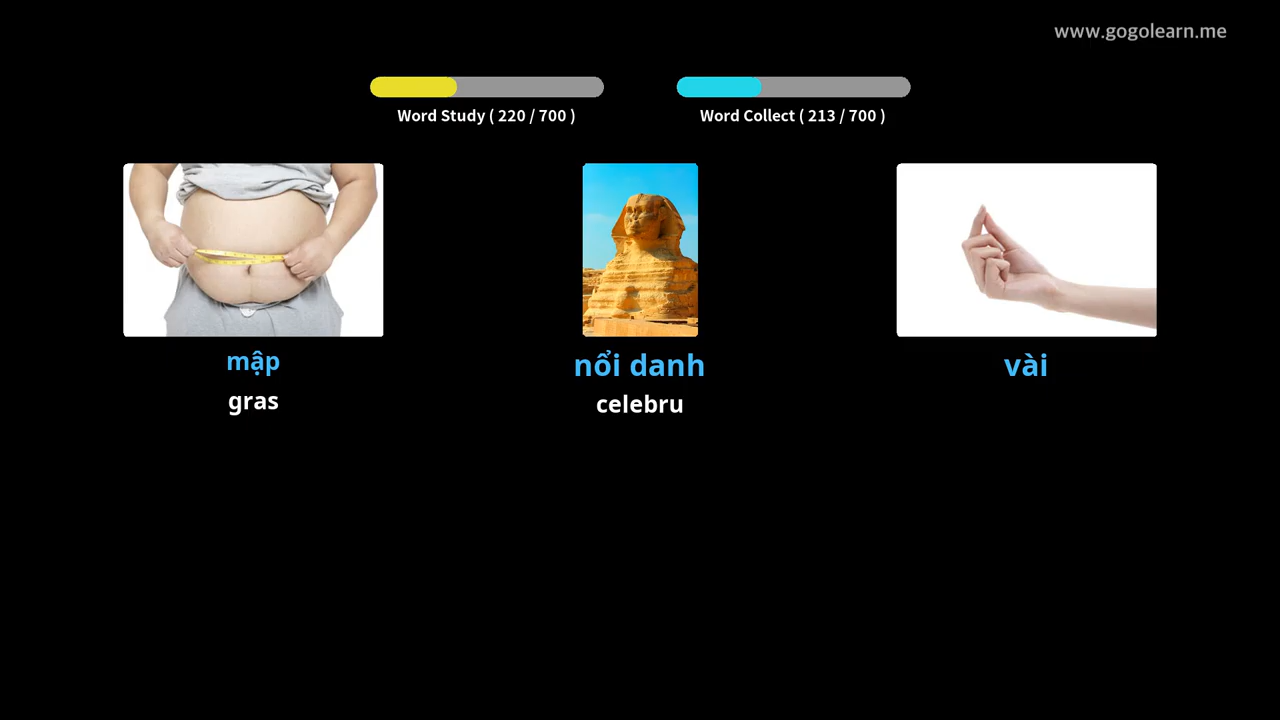 www.gogolearn.me
Word Study ( 220 / 700 )
Word Collect ( 213 / 700 )
mập
nổi danh
vài
gras
celebru